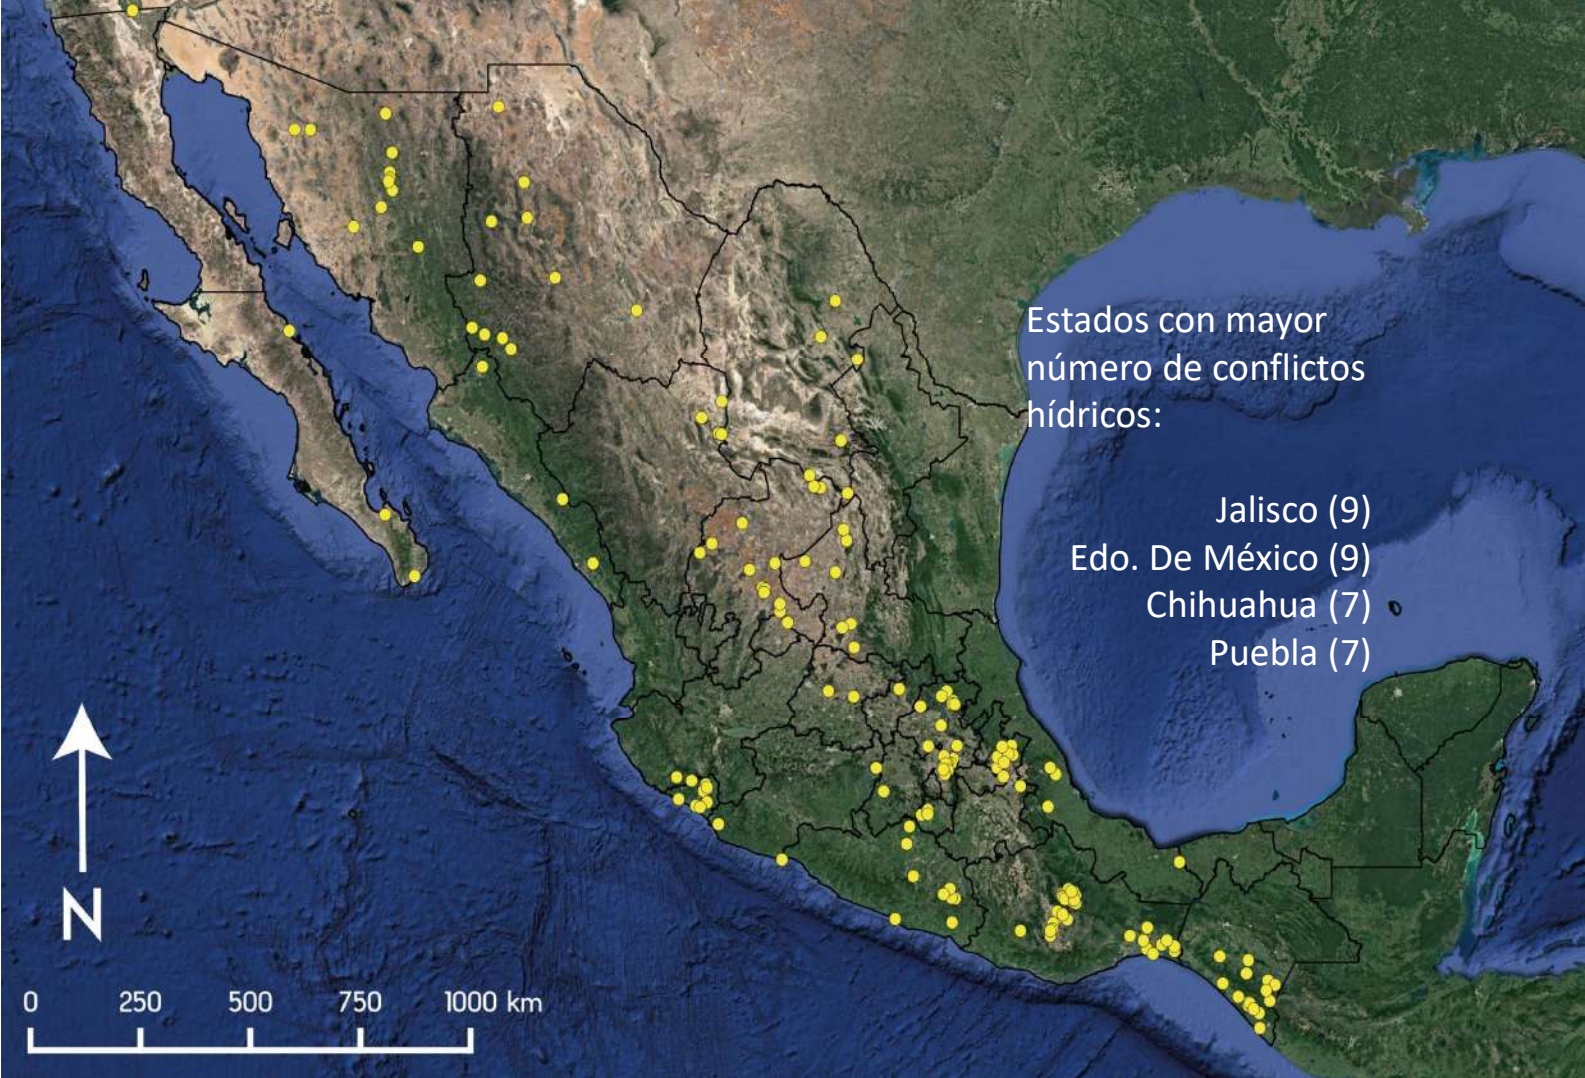 Estados con mayor
número de conflictos
hídricos:
Jalisco (9)
Edo. De México (9)
Chihuahua (7)
Puebla (7)
N
0 250 500 750 1000 km